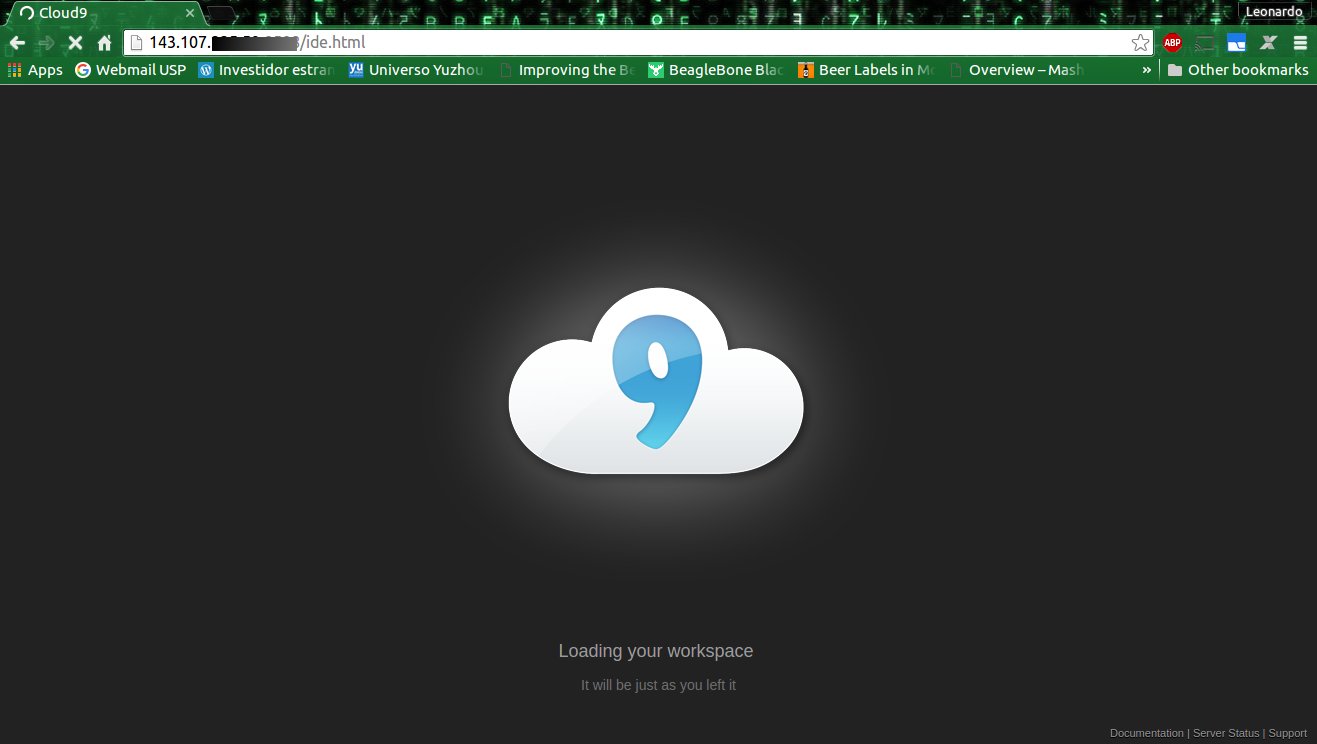 Cloud9
Leonardo
143.107. /ide.html
ABP
Apps Webmail USP Investidor estran Universo Yuzhou Improving the Be BeagleBone Blac Beer Labels in Mo Overview – Mash » Other bookmarks
9
Loading your workspace
It will be just as you left it
Documentation | Server Status | Support